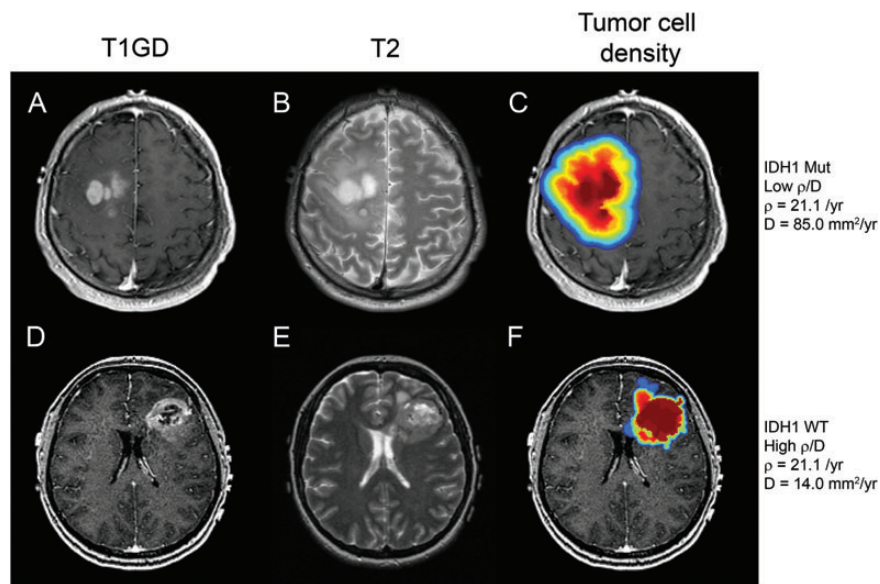 T1GD
T2
Tumor cell
density
A
B
C
IDH1 Mut
Low ρ/D
ρ = 21.1 /yr
D = 85.0 mm²/yr
D
E
F
IDH1 WT
High ρ/D
ρ = 21.1 /yr
D = 14.0 mm²/yr